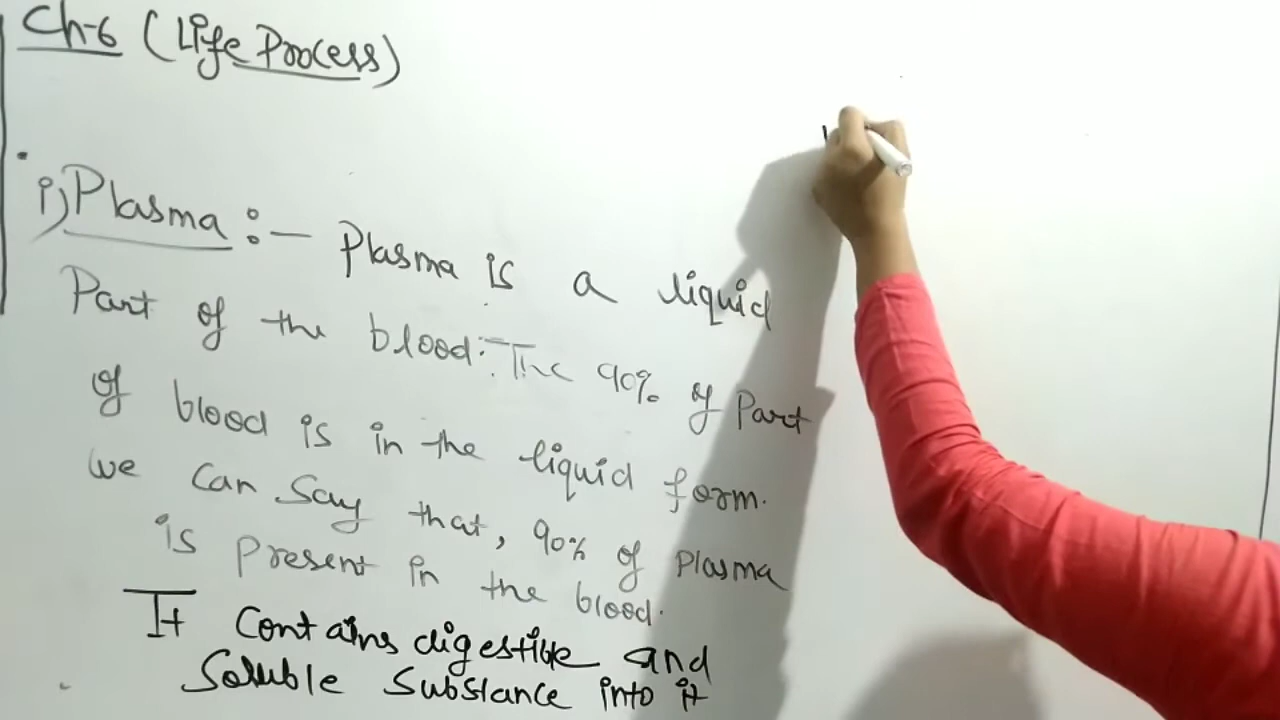 Ch-6 (Life Process)
i) Plasma :- Plasma is a liquid
Part of the blood. The 90% of Part
of blood is in the liquid form.
we can say that, 90% of plasma
is present in the blood.
It contains digestible and
Soluble Substance into it